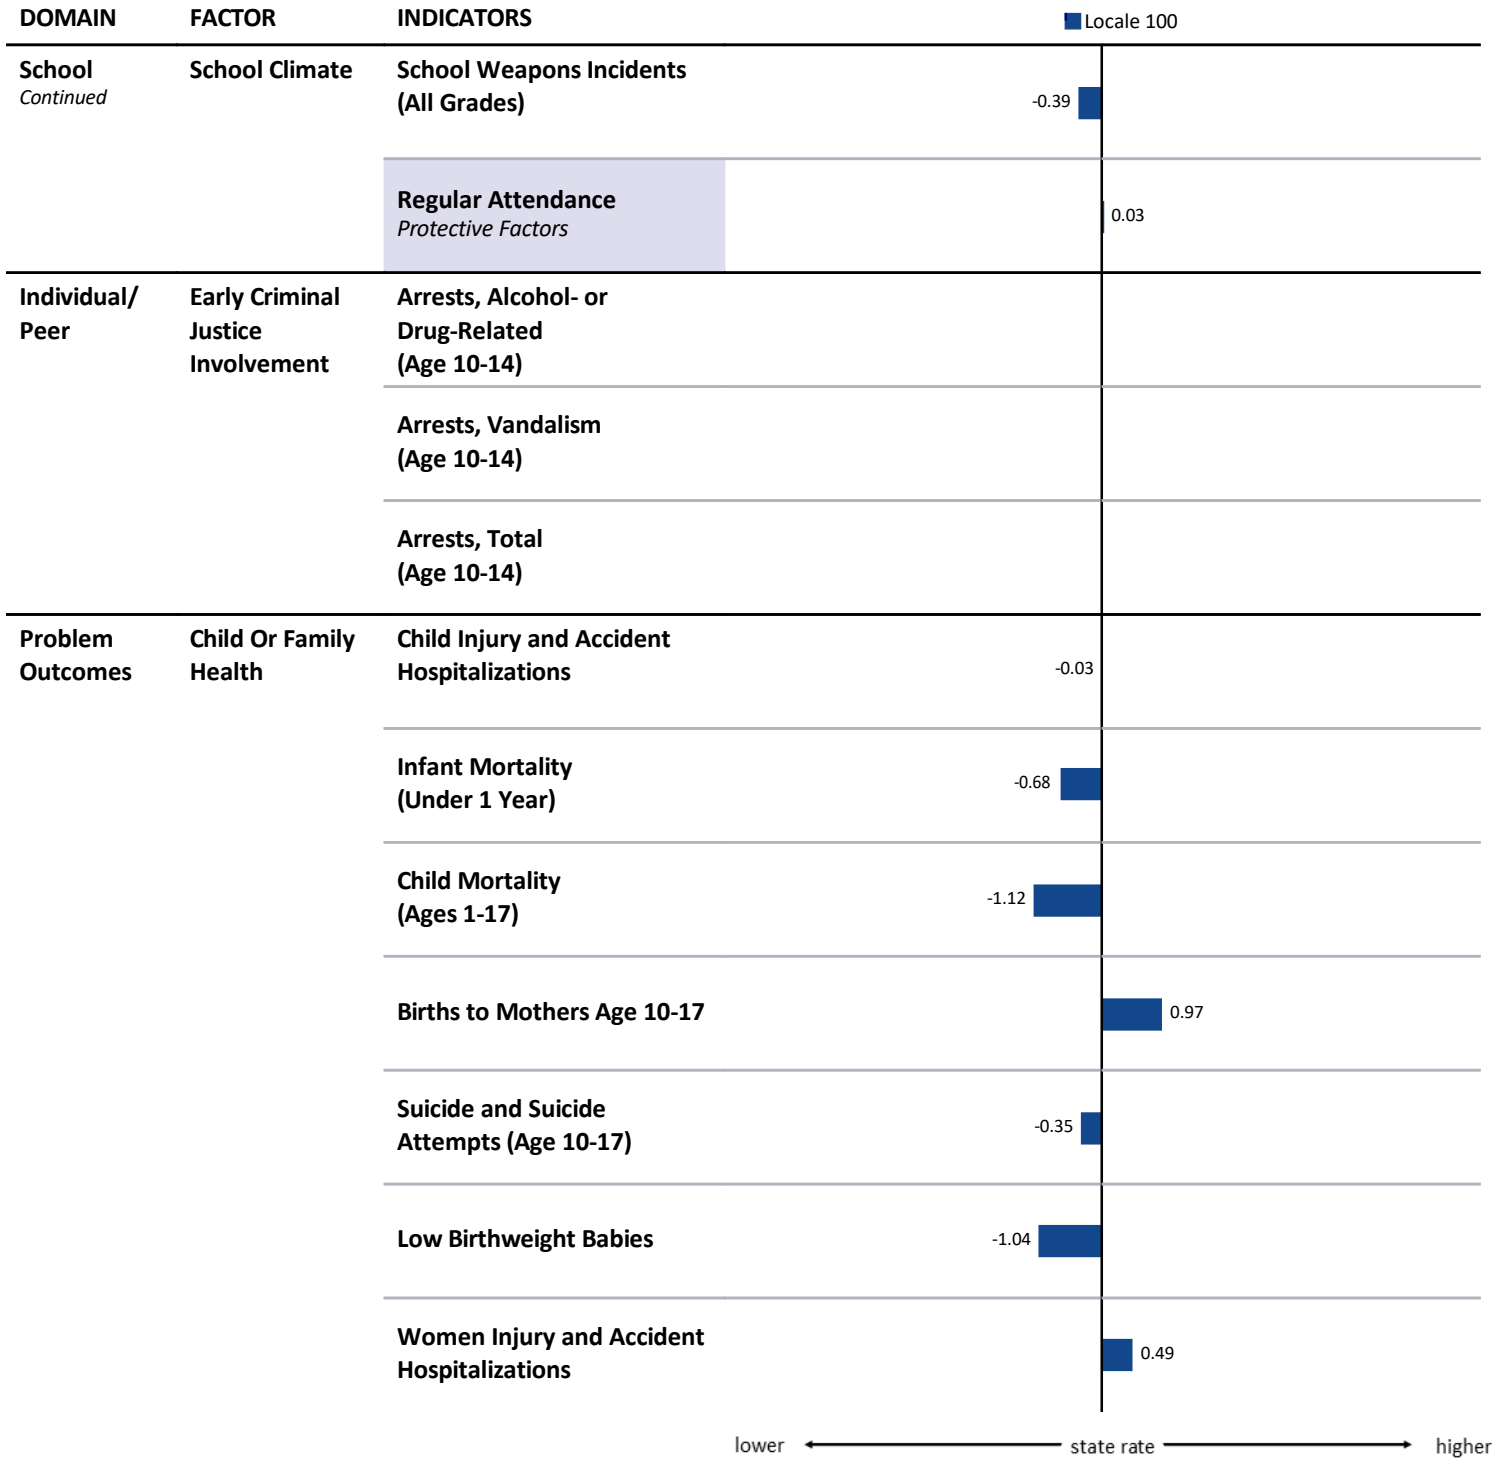 DOMAIN FACTOR INDICATORS Locale 100
School School Climate School Weapons Incidents
Continued (All Grades)
-0.39
Regular Attendance
Protective Factors
0.03
Individual/ Early Criminal Arrests, Alcohol- or
Peer Justice Drug-Related
Involvement (Age 10-14)
Arrests, Vandalism
(Age 10-14)
Arrests, Total
(Age 10-14)
Problem Child Or Family Child Injury and Accident
Outcomes Health Hospitalizations
-0.03
Infant Mortality
(Under 1 Year)
-0.68
Child Mortality
(Ages 1-17)
-1.12
Births to Mothers Age 10-17 0.97
Suicide and Suicide
Attempts (Age 10-17)
-0.35
Low Birthweight Babies -1.04
Women Injury and Accident
Hospitalizations
0.49
lower state rate higher